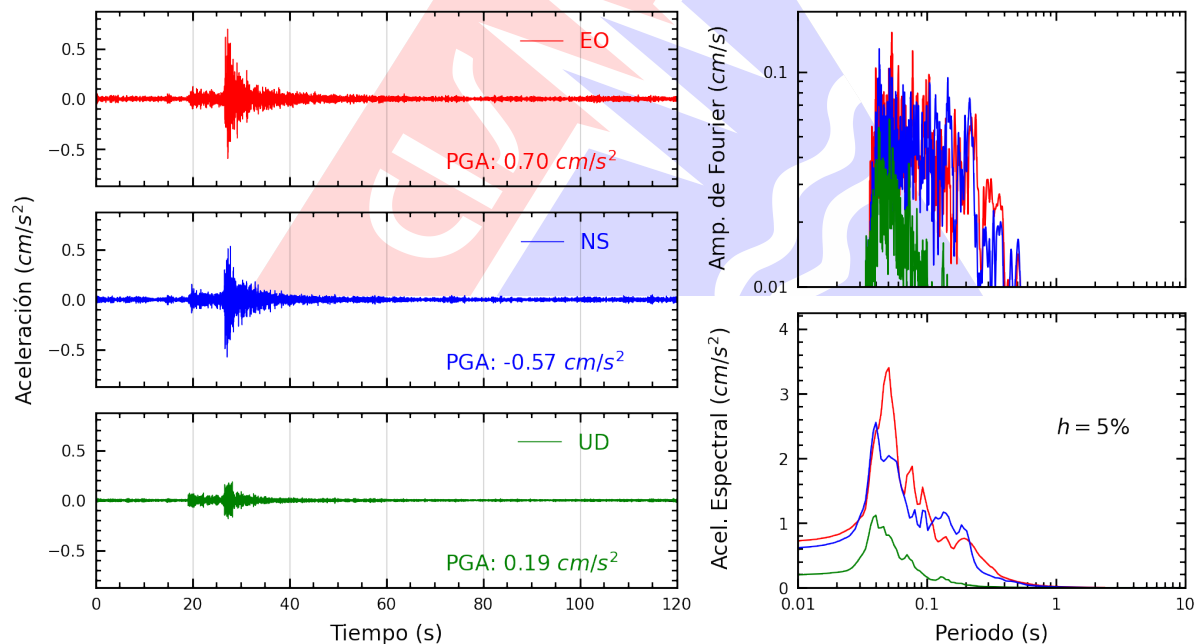 Aceleración (cm/s²)
0.5
0.0
−0.5
EO
PGA: 0.70 cm/s²
0.5
0.0
−0.5
NS
PGA: -0.57 cm/s²
0.5
0.0
−0.5
UD
PGA: 0.19 cm/s²
0 20 40 60 80 100 120
Tiempo (s)
Amp. de Fourier (cm/s)
0.1
0.01
Acel. Espectral (cm/s²)
4
3
2
1
0
h = 5%
0.01 0.1 1 10
Periodo (s)